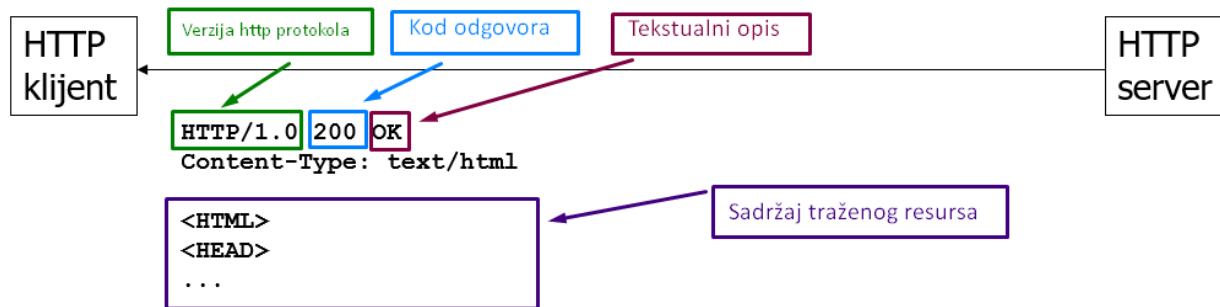 HTTP
klijent
Verzija http protokola
Kod odgovora
Tekstualni opis
HTTP
server
HTTP/1.0 200 OK
Content-Type: text/html
<HTML>
<HEAD>
...
Sadržaj traženog resursa